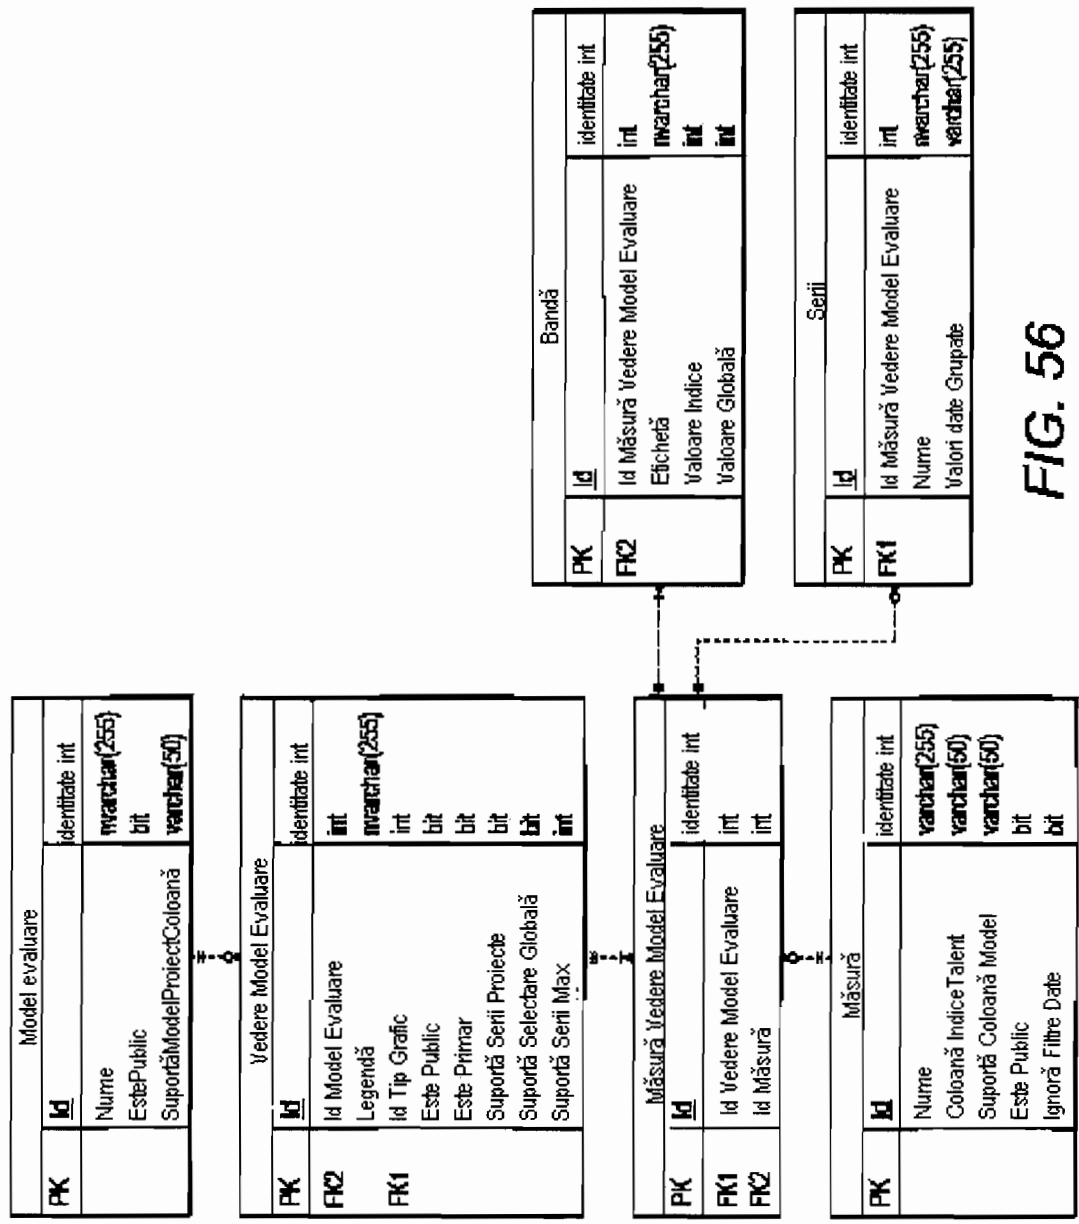 Model evaluare
PK Id identitate int
Nume nvarchar(255)
EstePublic bit
SuportăModelProiectColoană varchar(50)
Vedere Model Evaluare
PK Id identitate int
FK2 Id Model Evaluare int
Legendă nvarchar(255)
FK1 Id Tip Grafic int
Este Public bit
Este Primar bit
Suportă Serii Proiecte bit
Suportă Selectare Globală bit
Suportă Serii Max int
Măsură Vedere Model Evaluare
PK Id identitate int
FK1 Id Vedere Model Evaluare int
FK2 Id Măsură int
Măsură
PK Id identitate int
Nume varchar(255)
Coloană IndiceTalent varchar(50)
Suportă Coloană Model varchar(50)
Este Public bit
Ignoră Filtre Date bit
Bandă
PK Id identitate int
FK2 Id Măsură Vedere Model Evaluare int
Etichetă nvarchar(255)
Valoare Indice int
Valoare Globală int
Serii
PK Id identitate int
FK1 Id Măsură Vedere Model Evaluare int
Nume nvarchar(255)
Valori date Grupate varchar(255)
FIG. 56